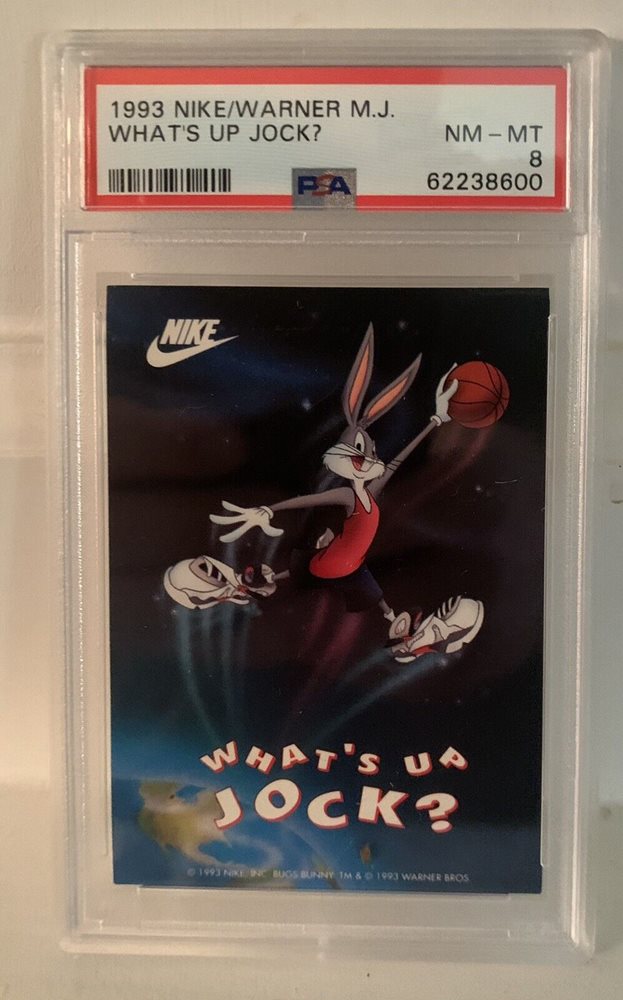 1993 NIKE/WARNER M.J.
WHAT'S UP JOCK?
NM - MT
8
PSA
62238600
NIKE
WHAT'S UP
JOCK?
© 1993 NIKE, INC. BUGS BUNNY TM & © 1993 WARNER BROS.